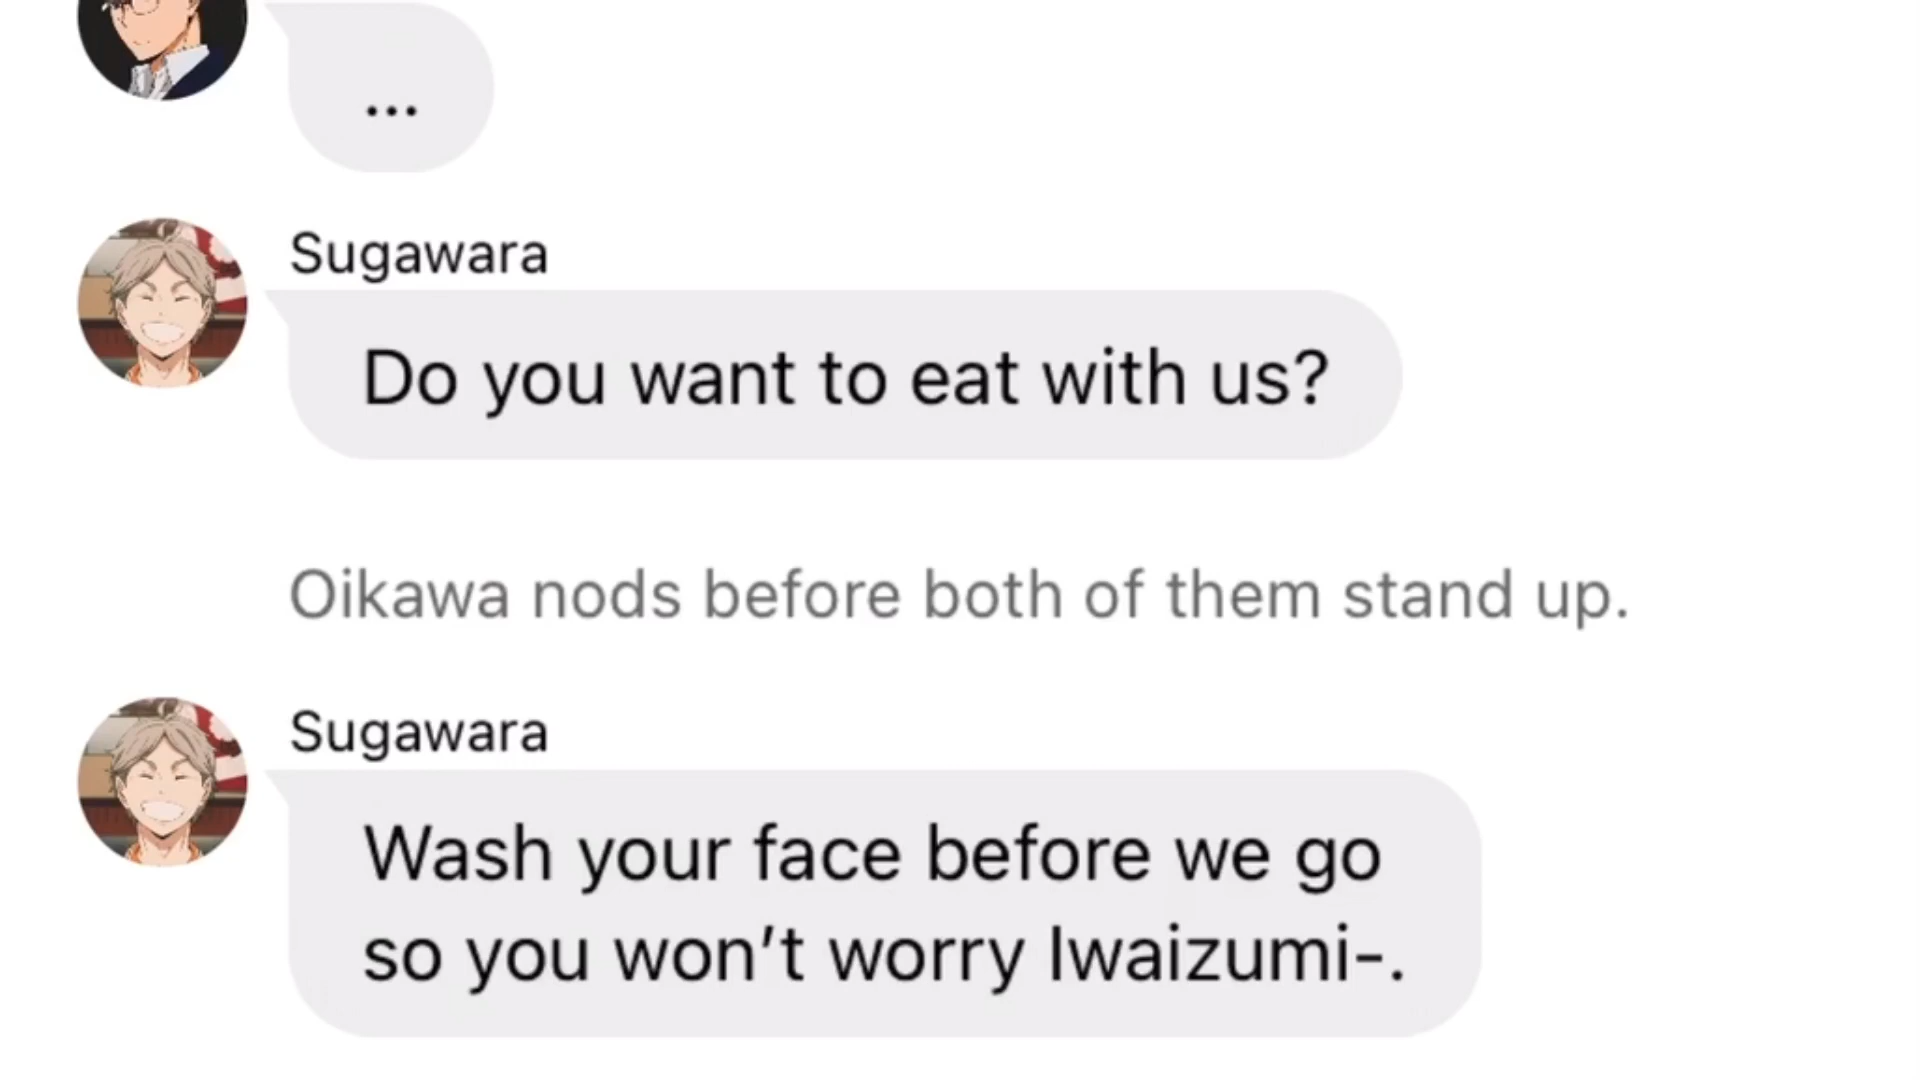 ...
Sugawara
Do you want to eat with us?
Oikawa nods before both of them stand up.
Sugawara
Wash your face before we go
so you won’t worry Iwaizumi-.